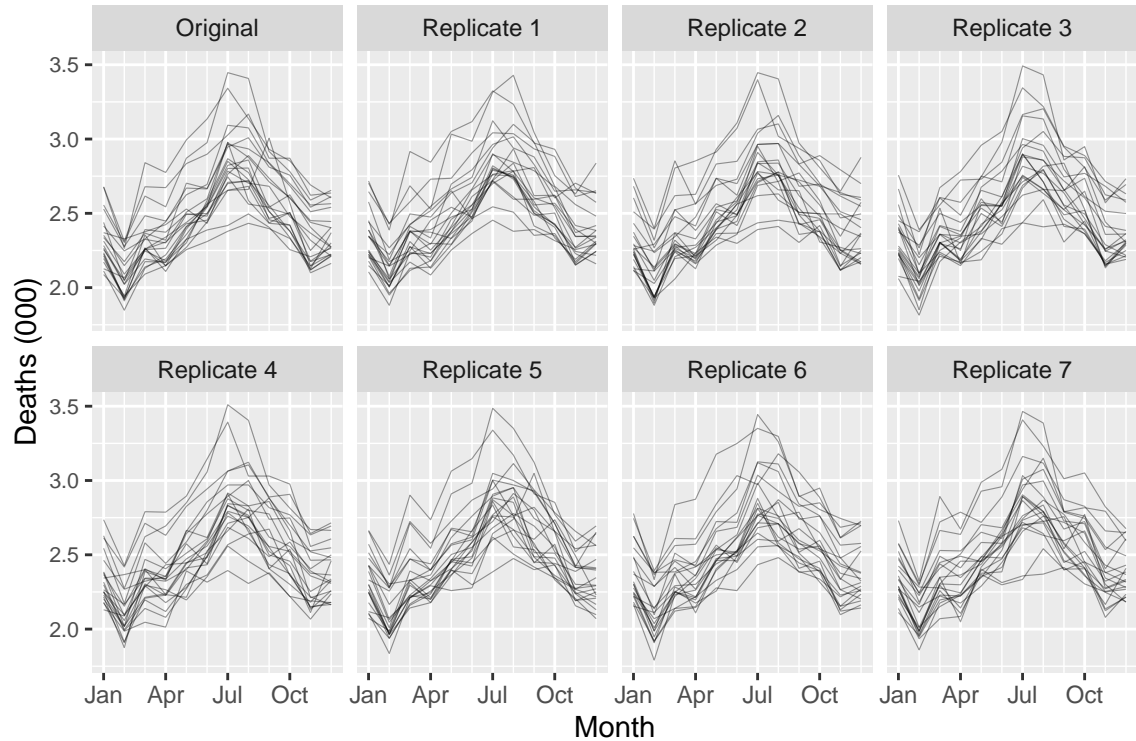 Original Replicate 1 Replicate 2 Replicate 3
3.5
3.0
2.5
2.0
Replicate 4 Replicate 5 Replicate 6 Replicate 7
3.5
3.0
2.5
2.0
Jan Apr Jul Oct Jan Apr Jul Oct Jan Apr Jul Oct Jan Apr Jul Oct
Month
Deaths (000)